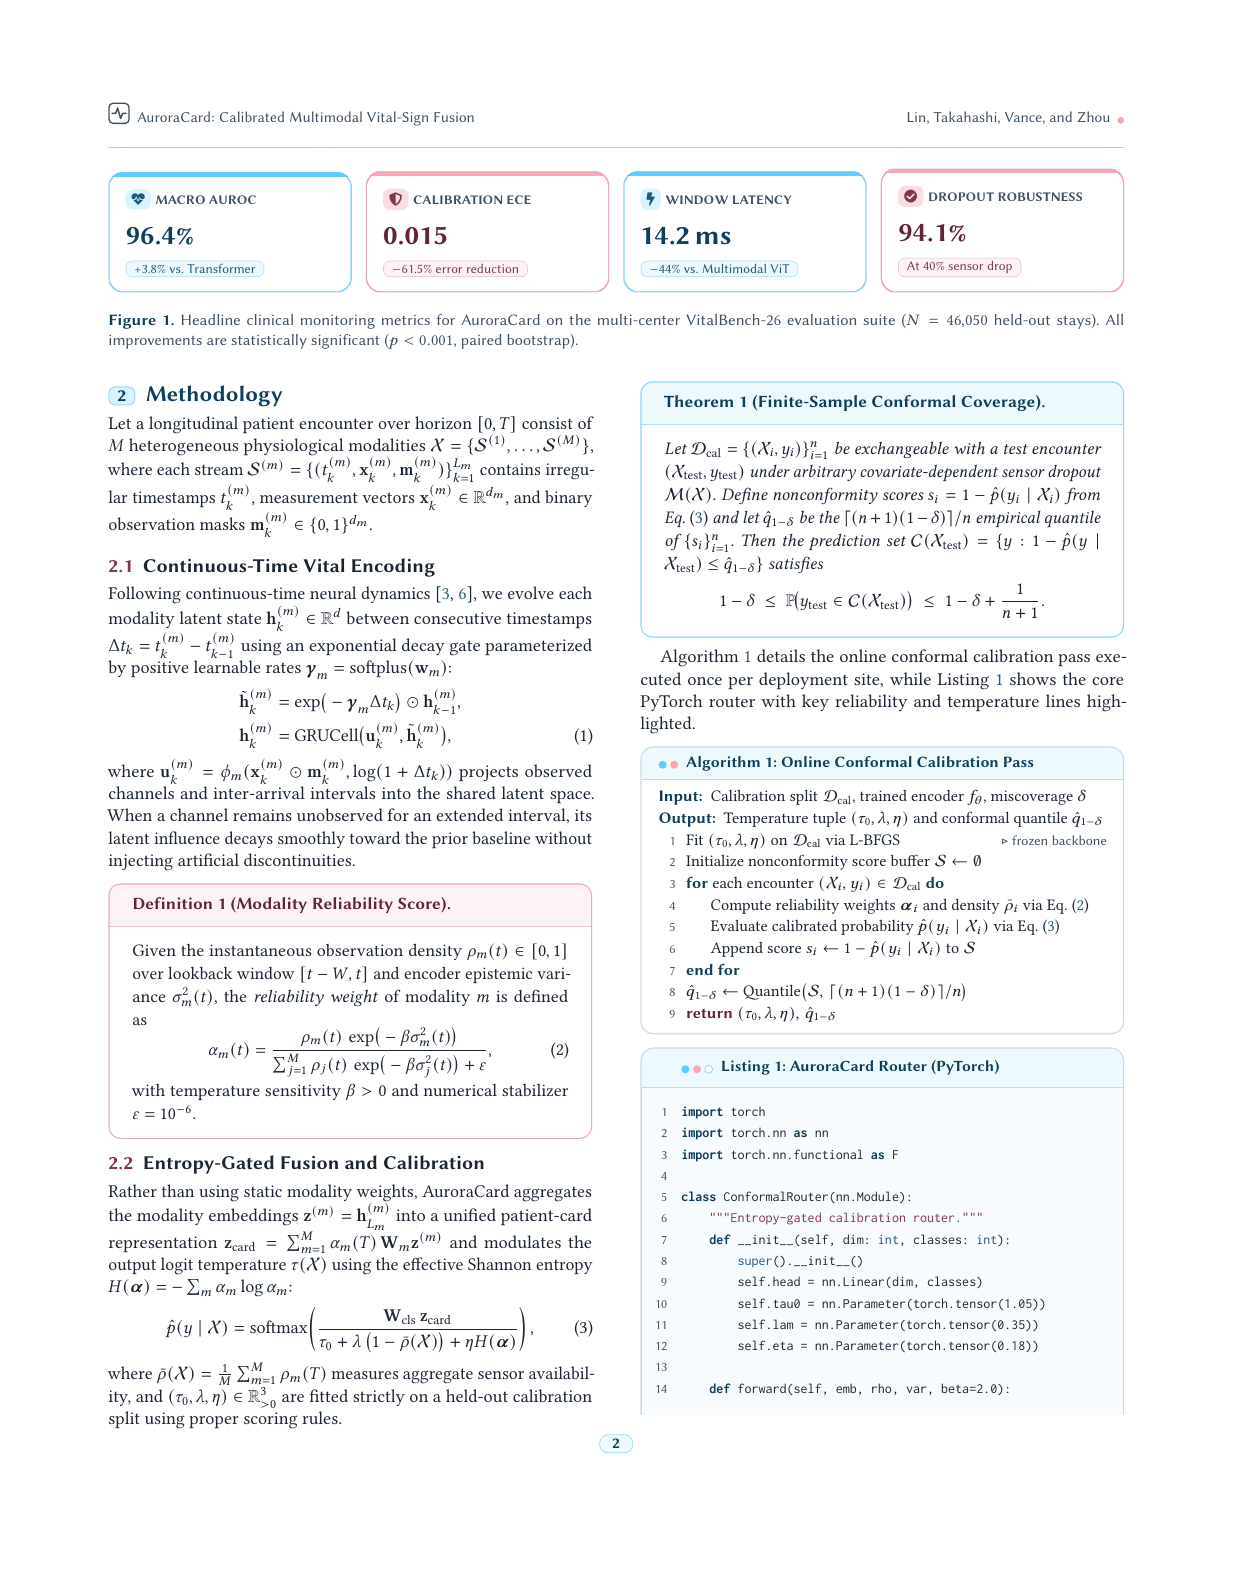 AuroraCard: Calibrated Multimodal Vital-Sign Fusion
Lin, Takahashi, Vance, and Zhou
MACRO AUROC
96.4%
+3.8% vs. Transformer
CALIBRATION ECE
0.015
−61.5% error reduction
WINDOW LATENCY
14.2 ms
−44% vs. Multimodal ViT
DROPOUT ROBUSTNESS
94.1%
At 40% sensor drop
Figure 1. Headline clinical monitoring metrics for AuroraCard on the multi-center VitalBench-26 evaluation suite (N = 46,050 held-out stays). All
improvements are statistically significant (p < 0.001, paired bootstrap).
2 Methodology
Let a longitudinal patient encounter over horizon [0, T] consist of
M heterogeneous physiological modalities 𝒳 = {𝒮^(1), . . . , 𝒮^(M)},
where each stream 𝒮^(m) = {(t_k^(m), x_k^(m), m_k^(m))}_{k=1}^{L_m} contains irregu-
lar timestamps t_k^(m), measurement vectors x_k^(m) ∈ ℝ^{d_m}, and binary
observation masks m_k^(m) ∈ {0, 1}^{d_m}.
2.1 Continuous-Time Vital Encoding
Following continuous-time neural dynamics [3, 6], we evolve each
modality latent state h_k^(m) ∈ ℝ^d between consecutive timestamps
Δt_k = t_k^(m) − t_{k−1}^(m) using an exponential decay gate parameterized
by positive learnable rates γ_m = softplus(w_m):
h̃_k^(m) = exp(− γ_m Δt_k) ⊙ h_{k−1}^(m),
h_k^(m) = GRUCell(u_k^(m), h̃_k^(m)), (1)
where u_k^(m) = ϕ_m(x_k^(m) ⊙ m_k^(m), log(1 + Δt_k)) projects observed
channels and inter-arrival intervals into the shared latent space.
When a channel remains unobserved for an extended interval, its
latent influence decays smoothly toward the prior baseline without
injecting artificial discontinuities.
Definition 1 (Modality Reliability Score).
Given the instantaneous observation density ρ_m(t) ∈ [0, 1]
over lookback window [t − W, t] and encoder epistemic vari-
ance σ_m^2(t), the reliability weight of modality m is defined
as
α_m(t) = ρ_m(t) exp(− βσ_m^2(t)) / (∑_{j=1}^M ρ_j(t) exp(− βσ_j^2(t)) + ε), (2)
with temperature sensitivity β > 0 and numerical stabilizer
ε = 10^−6.
2.2 Entropy-Gated Fusion and Calibration
Rather than using static modality weights, AuroraCard aggregates
the modality embeddings z^(m) = h_{L_m}^(m) into a unified patient-card
representation z_card = ∑_{m=1}^M α_m(T) W_m z^(m) and modulates the
output logit temperature τ(𝒳) using the effective Shannon entropy
H(α) = − ∑_m α_m log α_m:
p̂(y | 𝒳) = softmax( W_cls z_card / (τ_0 + λ (1 − ρ̄(𝒳)) + ηH(α)) ), (3)
where ρ̄(𝒳) = 1/M ∑_{m=1}^M ρ_m(T) measures aggregate sensor availabil-
ity, and (τ_0, λ, η) ∈ ℝ_{>0}^3 are fitted strictly on a held-out calibration
split using proper scoring rules.
Theorem 1 (Finite-Sample Conformal Coverage).
Let 𝒟_cal = {(𝒳_i, y_i)}_{i=1}^n be exchangeable with a test encounter
(𝒳_test, y_test) under arbitrary covariate-dependent sensor dropout
ℳ(𝒳). Define nonconformity scores s_i = 1 − p̂(y_i | 𝒳_i) from
Eq. (3) and let q̂_{1−δ} be the ⌈(n + 1)(1 − δ)⌉/n empirical quantile
of {s_i}_{i=1}^n. Then the prediction set C(𝒳_test) = {y : 1 − p̂(y |
𝒳_test) ≤ q̂_{1−δ}} satisfies
1 − δ ≤ ℙ(y_test ∈ C(𝒳_test)) ≤ 1 − δ + 1/(n + 1).
Algorithm 1 details the online conformal calibration pass exe-
cuted once per deployment site, while Listing 1 shows the core
PyTorch router with key reliability and temperature lines high-
lighted.
Algorithm 1: Online Conformal Calibration Pass
Input: Calibration split 𝒟_cal, trained encoder f_θ, miscoverage δ
Output: Temperature tuple (τ_0, λ, η) and conformal quantile q̂_{1−δ}
1 Fit (τ_0, λ, η) on 𝒟_cal via L-BFGS ▹ frozen backbone
2 Initialize nonconformity score buffer 𝒮 ← ∅
3 for each encounter (𝒳_i, y_i) ∈ 𝒟_cal do
4 Compute reliability weights α_i and density ρ̄_i via Eq. (2)
5 Evaluate calibrated probability p̂(y_i | 𝒳_i) via Eq. (3)
6 Append score s_i ← 1 − p̂(y_i | 𝒳_i) to 𝒮
7 end for
8 q̂_{1−δ} ← Quantile(𝒮, ⌈(n + 1)(1 − δ)⌉/n)
9 return (τ_0, λ, η), q̂_{1−δ}
Listing 1: AuroraCard Router (PyTorch)
1 import torch
2 import torch.nn as nn
3 import torch.nn.functional as F
4
5 class ConformalRouter(nn.Module):
6     """Entropy-gated calibration router."""
7     def __init__(self, dim: int, classes: int):
8         super().__init__()
9         self.head = nn.Linear(dim, classes)
10         self.tau0 = nn.Parameter(torch.tensor(1.05))
11         self.lam = nn.Parameter(torch.tensor(0.35))
12         self.eta = nn.Parameter(torch.tensor(0.18))
13
14     def forward(self, emb, rho, var, beta=2.0):
2